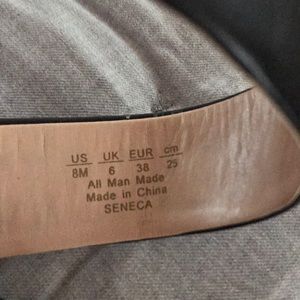 US UK EUR cm
8M 6 38 25
All Man Made
Made in China
SENECA